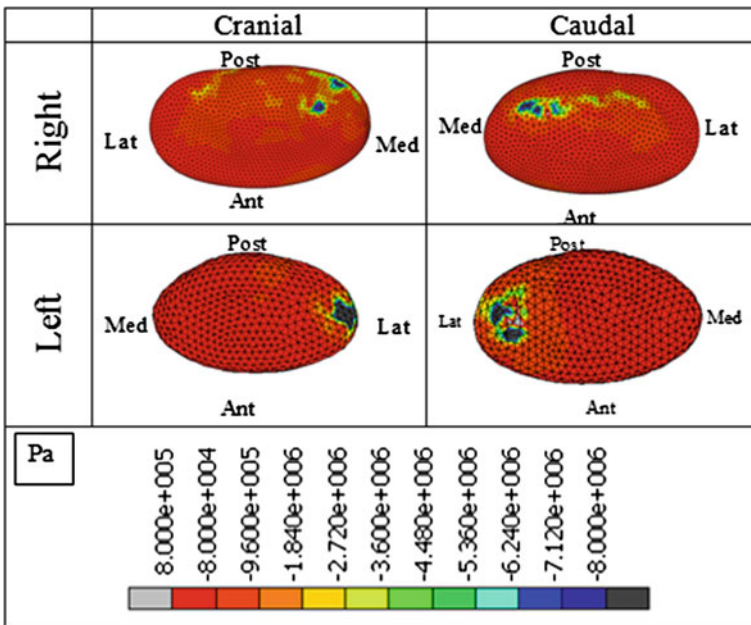 Cranial Caudal
Right
Post
Lat Med
Ant
Post
Med Lat
Ant
Left
Post
Med Lat
Ant
Post
Lat Med
Ant
Pa
8.000e+005
-8.000e+004
-9.600e+005
-1.840e+006
-2.720e+006
-3.600e+006
-4.480e+006
-5.360e+006
-6.240e+006
-7.120e+006
-8.000e+006